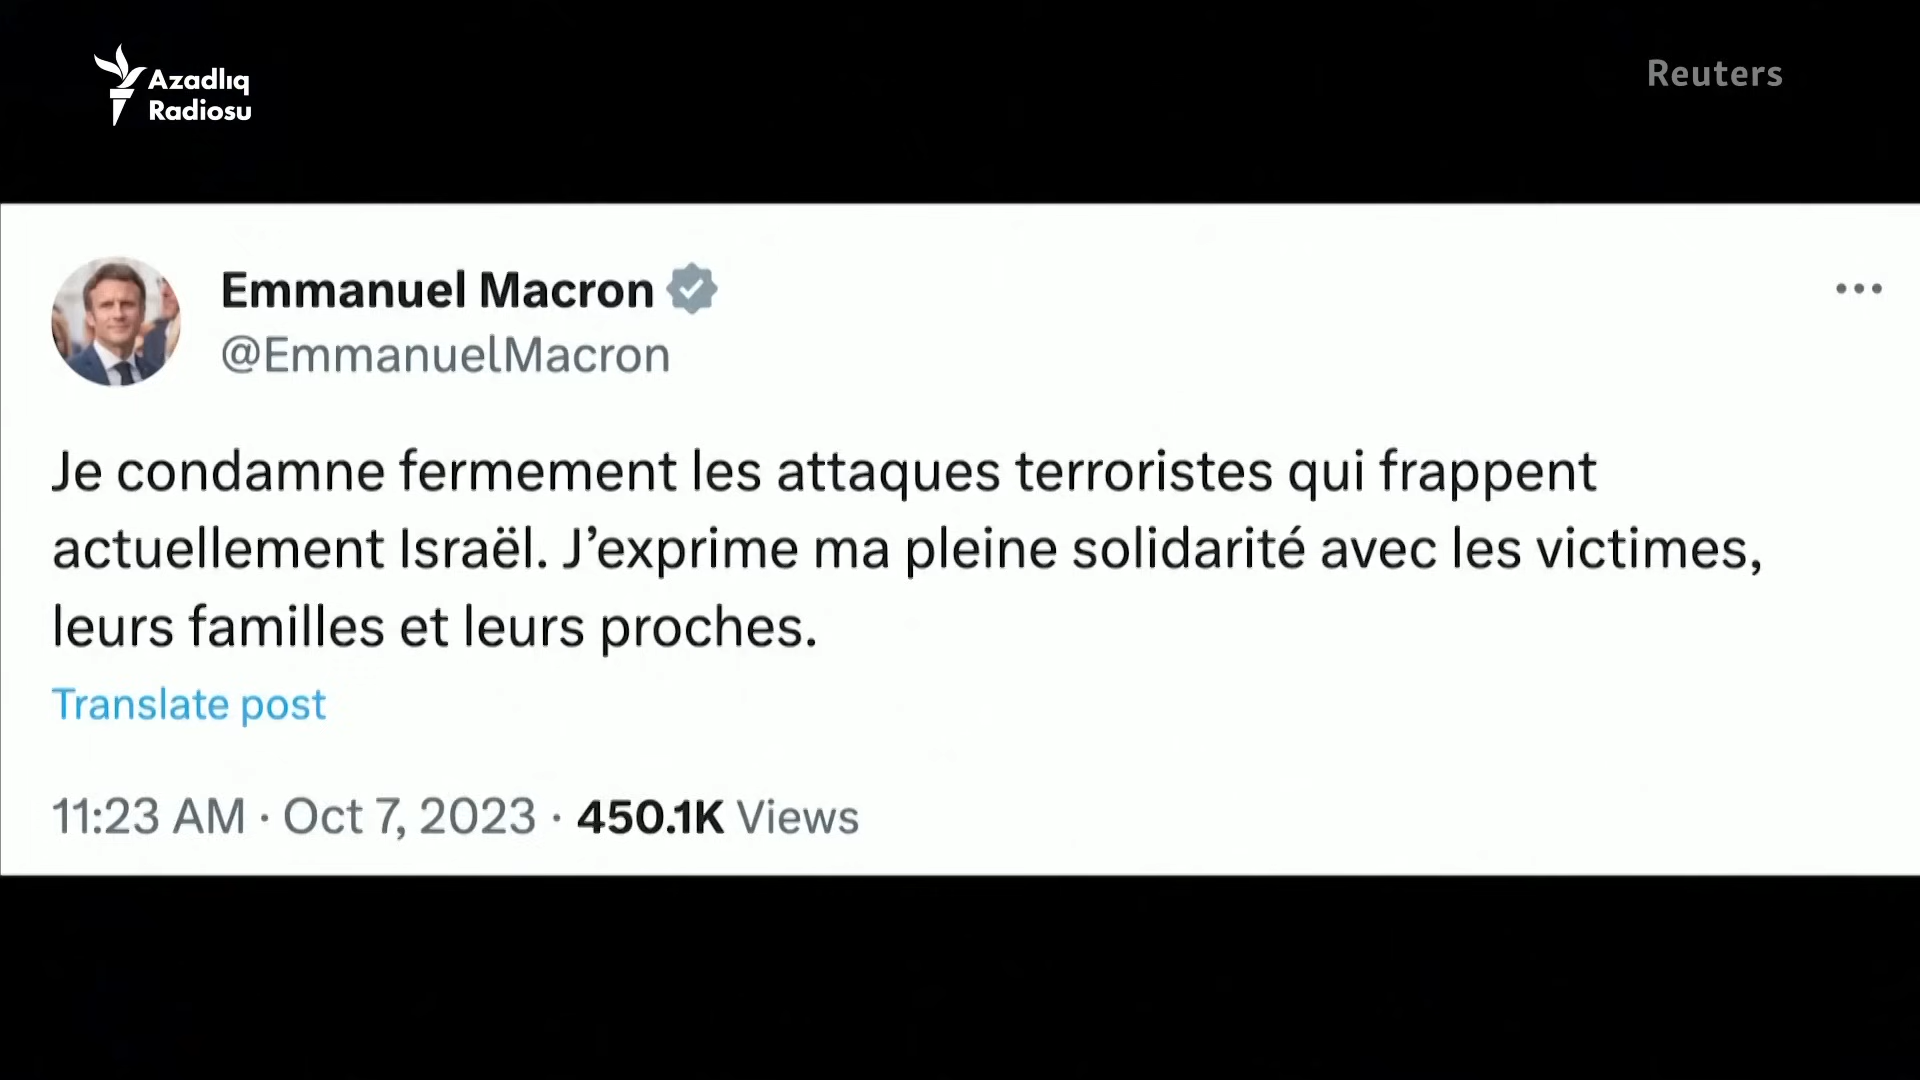 Azadlıq
Radiosu
Reuters
Emmanuel Macron
@EmmanuelMacron
Je condamne fermement les attaques terroristes qui frappent
actuellement Israël. J’exprime ma pleine solidarité avec les victimes,
leurs familles et leurs proches.
Translate post
11:23 AM · Oct 7, 2023 · 450.1K Views